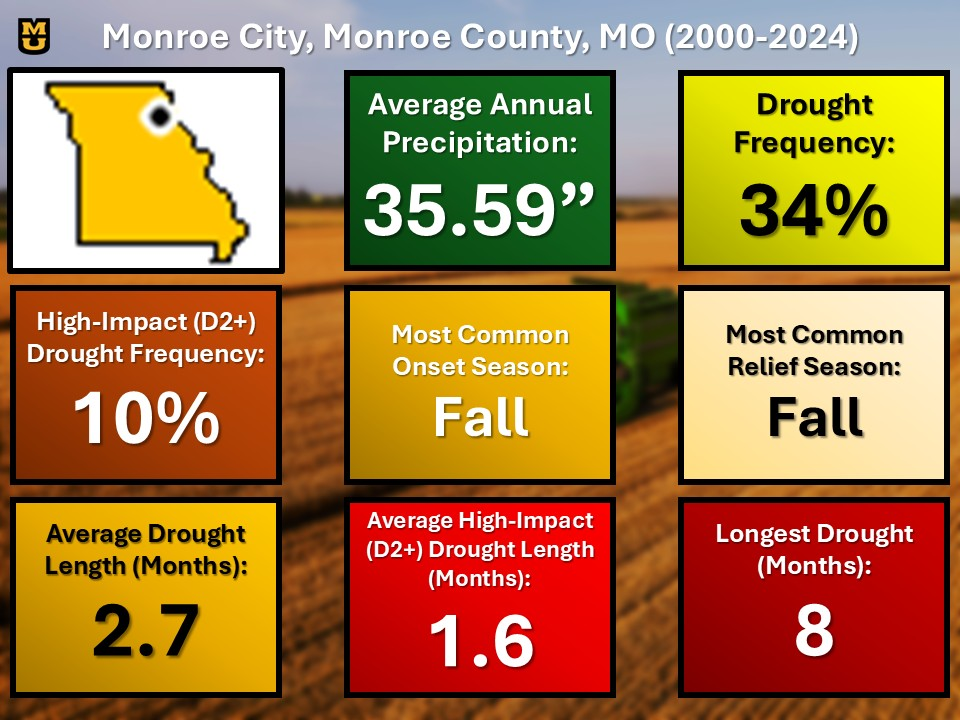 MU
Monroe City, Monroe County, MO (2000-2024)
Average Annual
Precipitation:
35.59”
Drought
Frequency:
34%
High-Impact (D2+)
Drought Frequency:
10%
Most Common
Onset Season:
Fall
Most Common
Relief Season:
Fall
Average Drought
Length (Months):
2.7
Average High-Impact
(D2+) Drought Length
(Months):
1.6
Longest Drought
(Months):
8